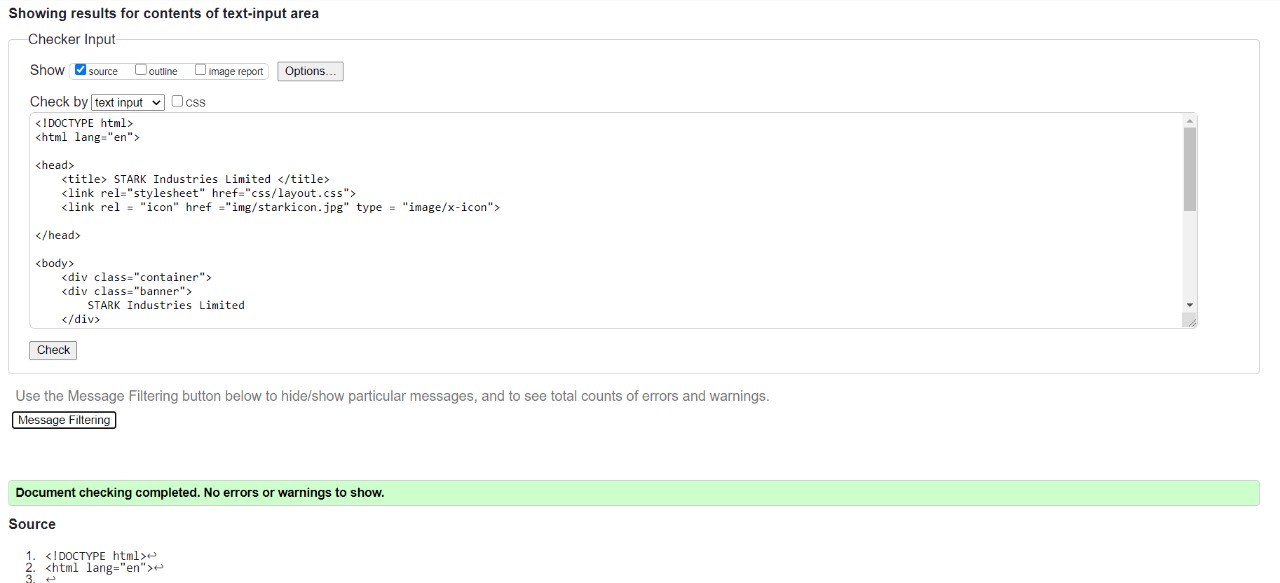 Showing results for contents of text-input area
Checker Input
Show source outline image report Options...
Check by text input css
<!DOCTYPE html>
<html lang="en">
<head>
<title> STARK Industries Limited </title>
<link rel="stylesheet" href="css/layout.css">
<link rel = "icon" href ="img/starkicon.jpg" type = "image/x-icon">
</head>
<body>
<div class="container">
<div class="banner">
STARK Industries Limited
</div>
Check
Use the Message Filtering button below to hide/show particular messages, and to see total counts of errors and warnings.
Message Filtering
Document checking completed. No errors or warnings to show.
Source
1. <!DOCTYPE html>↩
2. <html lang="en">↩
3. ↩